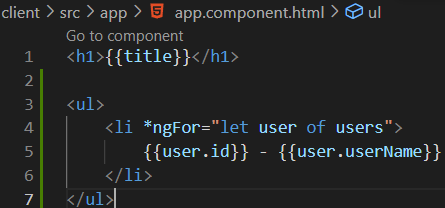 client > src > app > app.component.html > ul
Go to component
1 <h1>{{title}}</h1>
2
3 <ul>
4 <li *ngFor="let user of users">
5 {{user.id}} - {{user.userName}}
6 </li>
7 </ul>